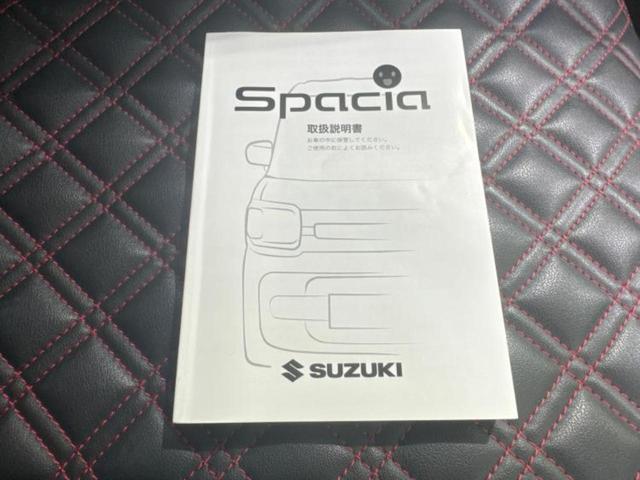 Spacia
取扱説明書
お車の中に保管してください。
ご使用の前によくお読みください。
SUZUKI